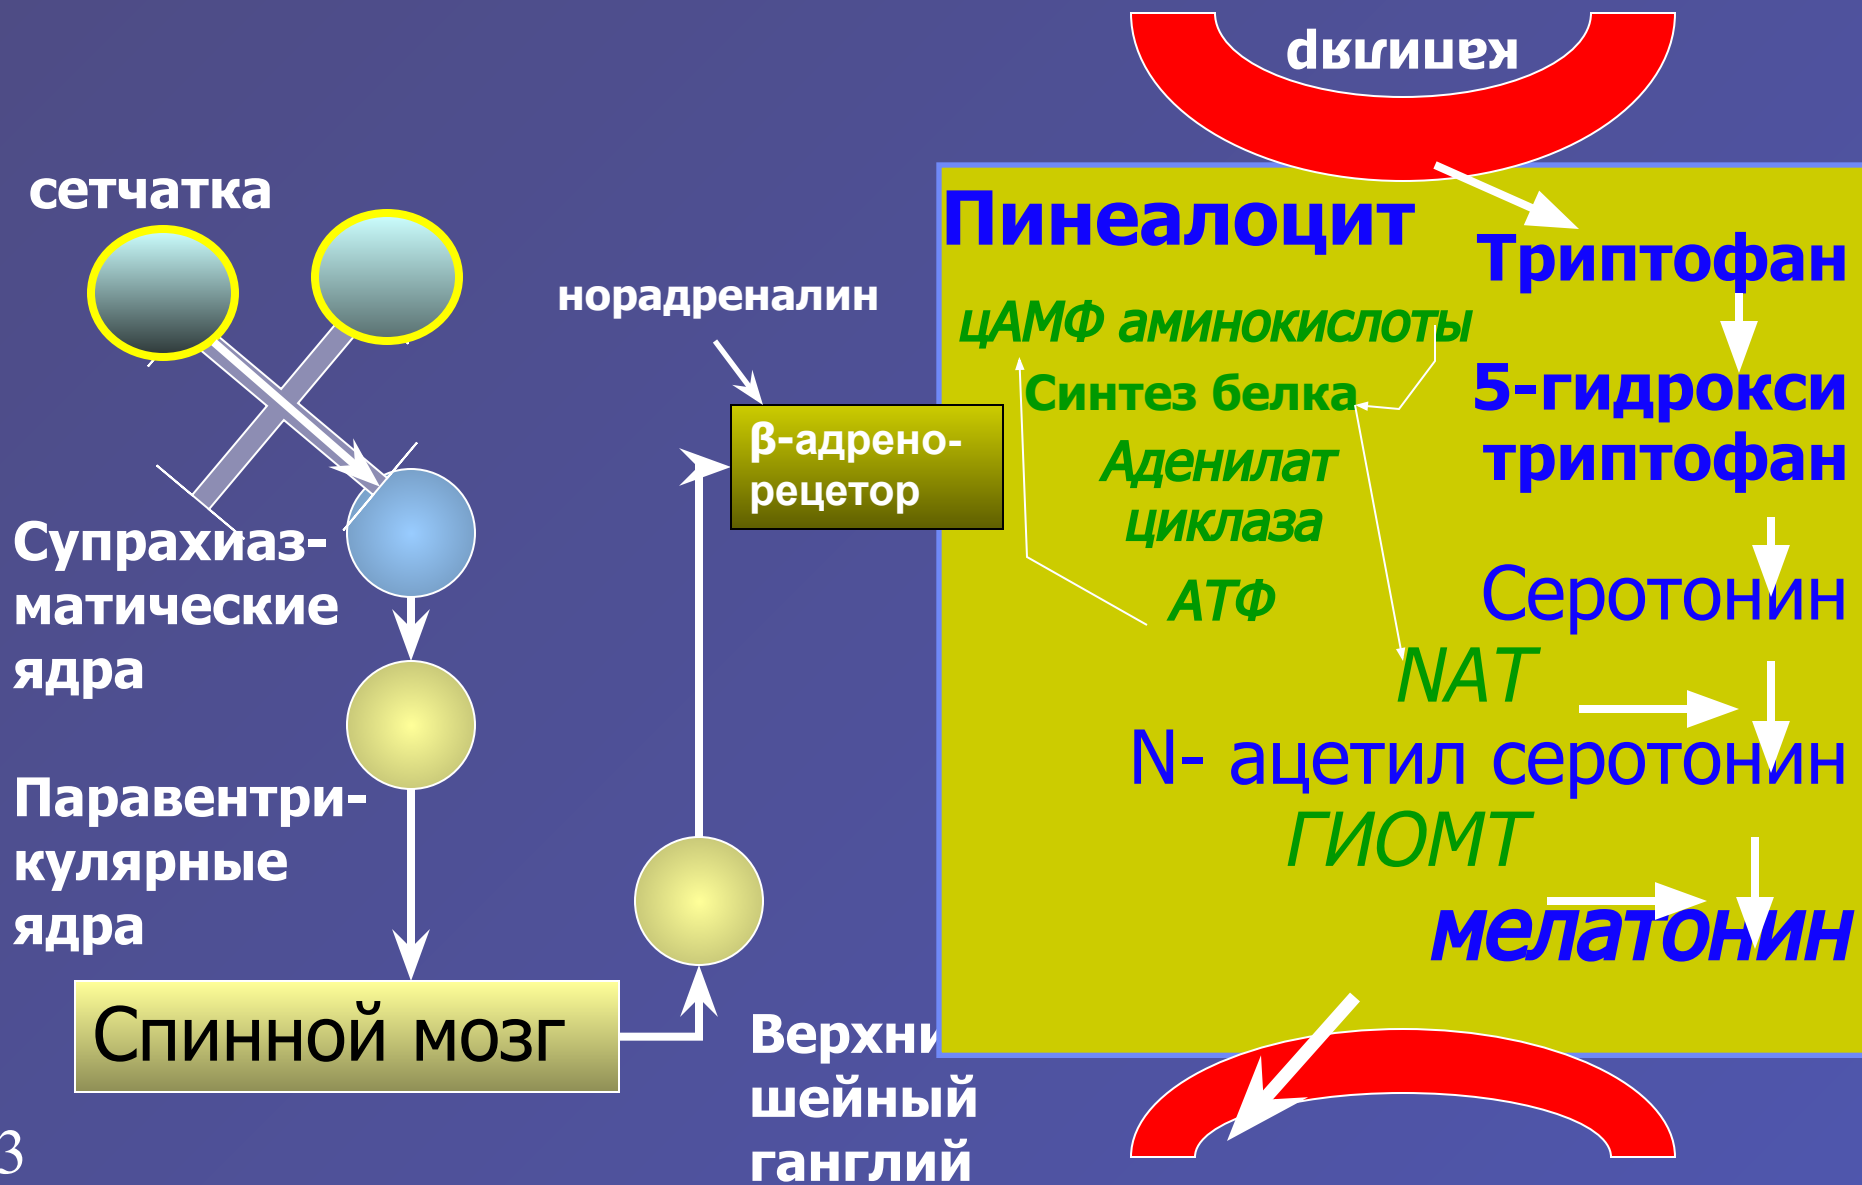 капиляр
сетчатка
норадреналин
β-адрено-
рецетор
Супрахиаз-
матические
ядра
Паравентри-
кулярные
ядра
Спинной мозг
Верхни
шейный
ганглий
Пинеалоцит
Триптофан
цАМФ аминокислоты
Синтез белка
5-гидрокси
триптофан
Аденилат
циклаза
АТФ
Серотонин
NAT
N- ацетил серотонин
ГИОМТ
мелатонин
3